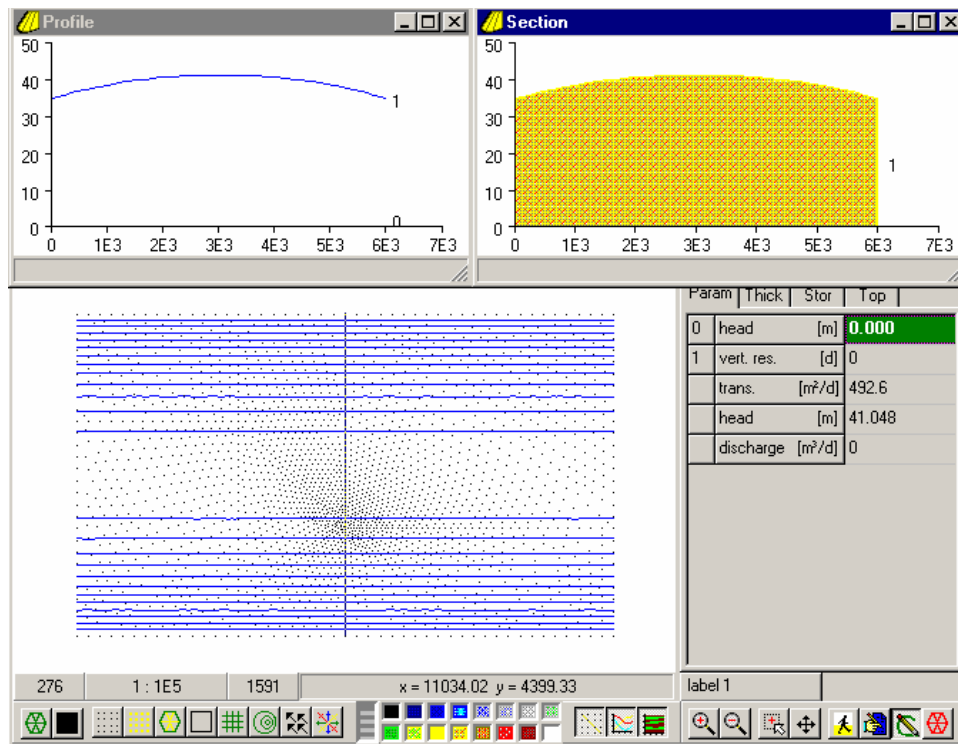 Profile
50
40
30
20
10
0
0 1E3 2E3 3E3 4E3 5E3 6E3 7E3
1
0
Section
50
40
30
20
10
0
0 1E3 2E3 3E3 4E3 5E3 6E3 7E3
1
Param Thick Stor Top
0 head [m] 0.000
1 vert. res. [d] 0
trans. [m²/d] 492.6
head [m] 41.048
discharge [m³/d] 0
276 1 : 1E5 1591 x = 11034.02 y = 4399.33 label 1